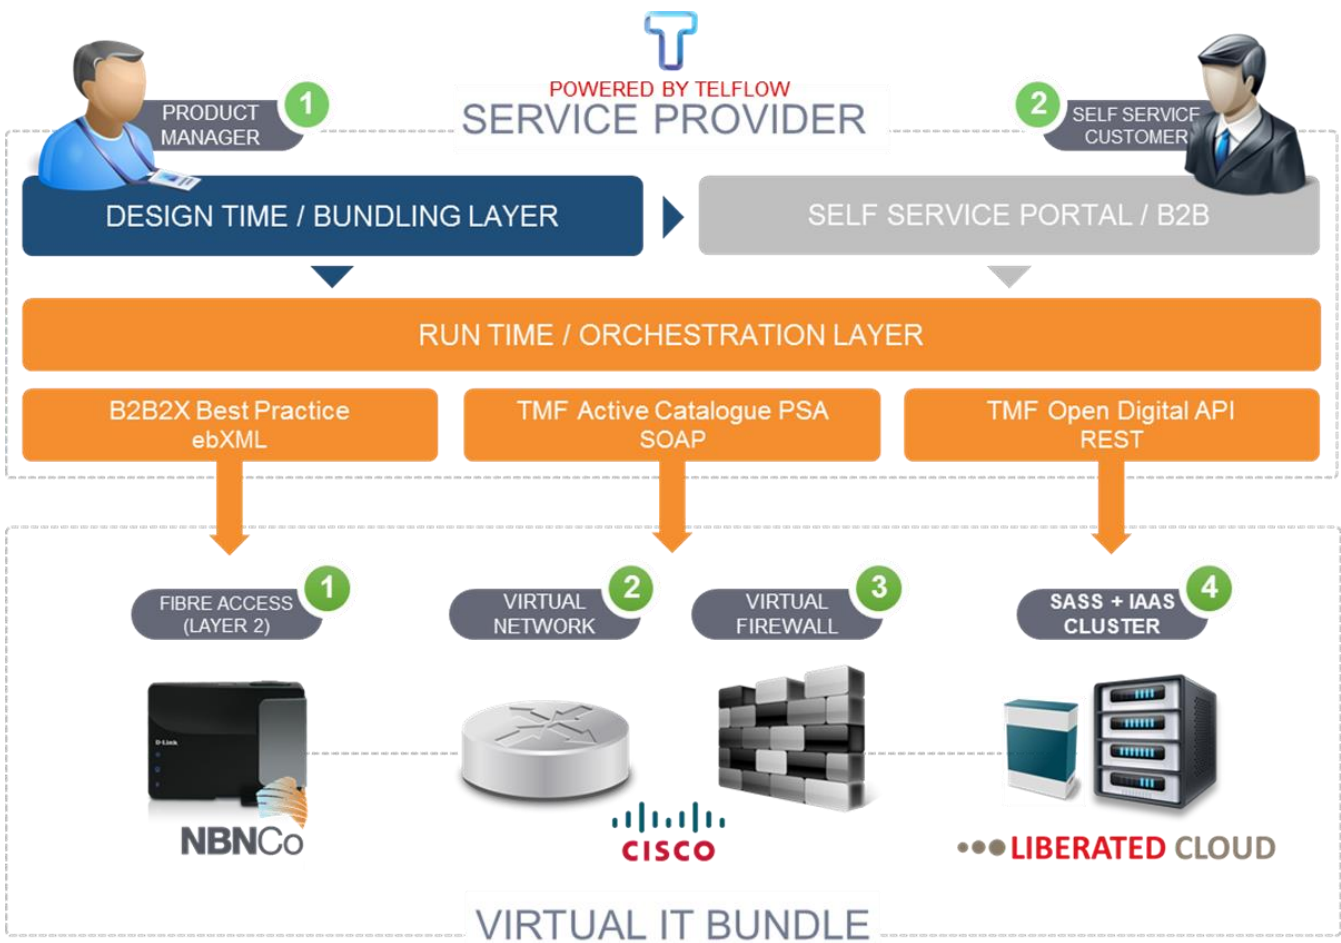 T
POWERED BY TELFLOW
SERVICE PROVIDER
PRODUCT
MANAGER
1
2
SELF SERVICE
CUSTOMER
DESIGN TIME / BUNDLING LAYER
SELF SERVICE PORTAL / B2B
RUN TIME / ORCHESTRATION LAYER
B2B2X Best Practice
ebXML
TMF Active Catalogue PSA
SOAP
TMF Open Digital API
REST
FIBRE ACCESS
(LAYER 2)
1
VIRTUAL
NETWORK
2
VIRTUAL
FIREWALL
3
SASS + IAAS
CLUSTER
4
D-Link
NBNCo
CISCO
LIBERATED CLOUD
VIRTUAL IT BUNDLE